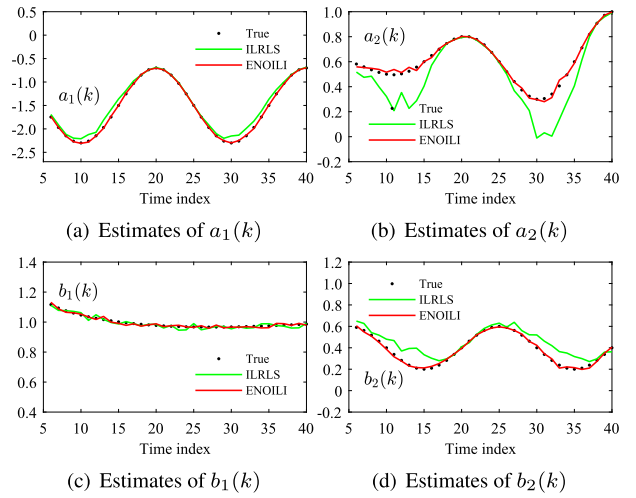 0.5
0
-0.5
-1.0
-1.5
-2.0
-2.5
a₁(k)
True
ILRLS
ENOILI
5 10 15 20 25 30 35 40
Time index
(a) Estimates of a₁(k)
1.0
0.8
0.6
0.4
0.2
0
-0.2
a₂(k)
True
ILRLS
ENOILI
5 10 15 20 25 30 35 40
Time index
(b) Estimates of a₂(k)
1.4
1.2
1.0
0.8
0.6
0.4
b₁(k)
True
ILRLS
ENOILI
5 10 15 20 25 30 35 40
Time index
(c) Estimates of b₁(k)
1.2
1.0
0.8
0.6
0.4
0.2
0
-0.2
True
ILRLS
ENOILI
b₂(k)
5 10 15 20 25 30 35 40
Time index
(d) Estimates of b₂(k)